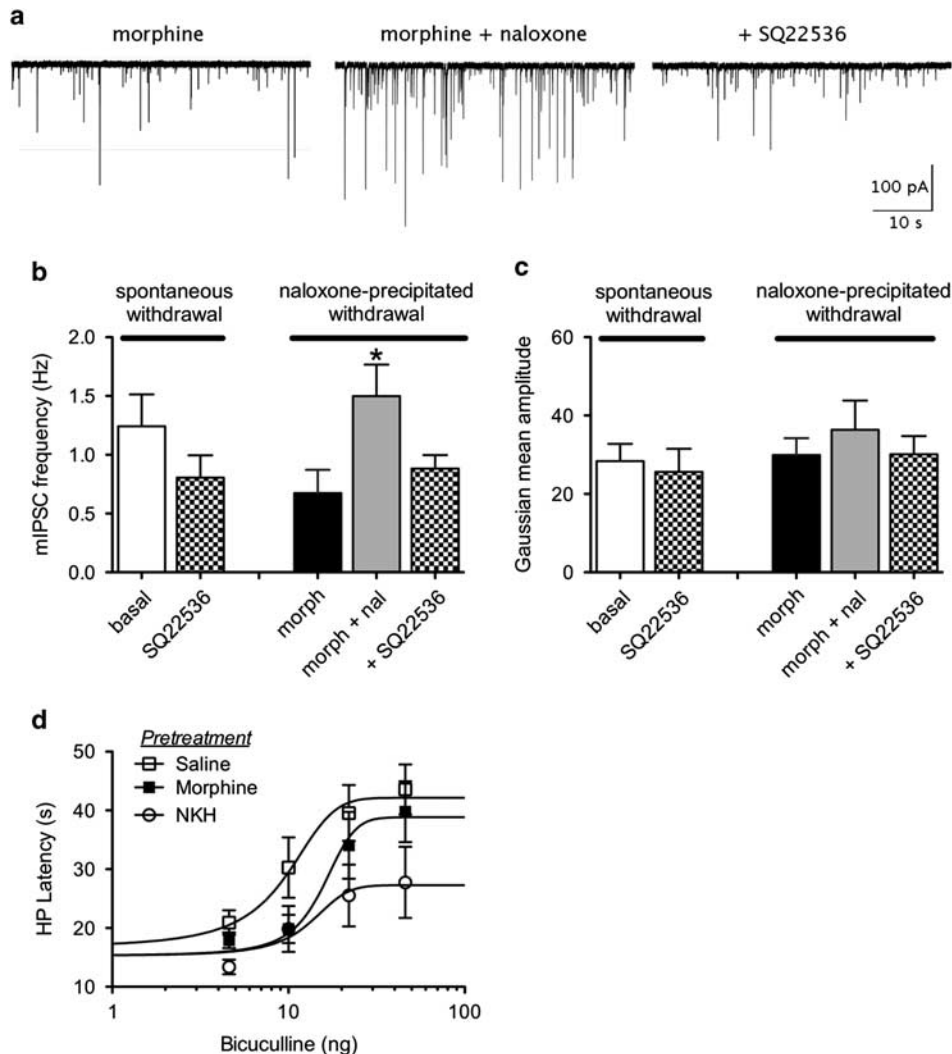 a
morphine
morphine + naloxone
+ SQ22536
100 pA
10 s
b
spontaneous
withdrawal
naloxone-precipitated
withdrawal
mIPSC frequency (Hz)
2.0
1.5
1.0
0.5
0.0
*
basal
SQ22536
morph
morph + nal
+ SQ22536
c
spontaneous
withdrawal
naloxone-precipitated
withdrawal
Gaussian mean amplitude
60
40
20
0
basal
SQ22536
morph
morph + nal
+ SQ22536
d
Pretreatment
Saline
Morphine
NKH
HP Latency (s)
50
40
30
20
10
1
10
100
Bicuculline (ng)